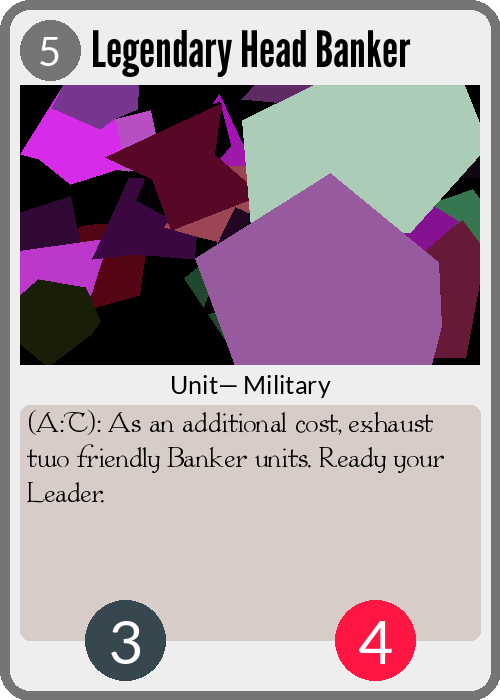 5 Legendary Head Banker
Unit— Military
(A:T): As an additional cost, exhaust
two friendly Banker units. Ready your
Leader.
3 4